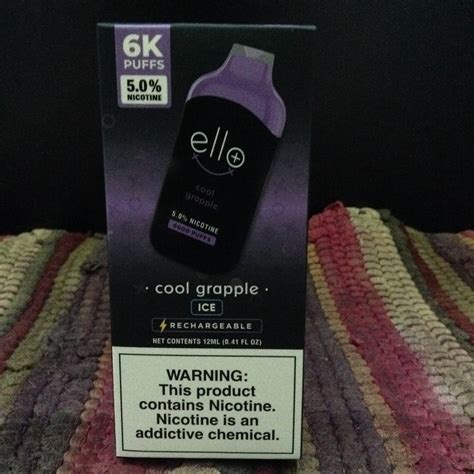 6K
PUFFS
5.0%
NICOTINE
ello
cool
grapple
5.0% NICOTINE
6000 PUFFS
· cool grapple ·
ICE
RECHARGEABLE
NET CONTENTS 12ML (0.41 FL OZ)
WARNING:
This product
contains Nicotine.
Nicotine is an
addictive chemical.